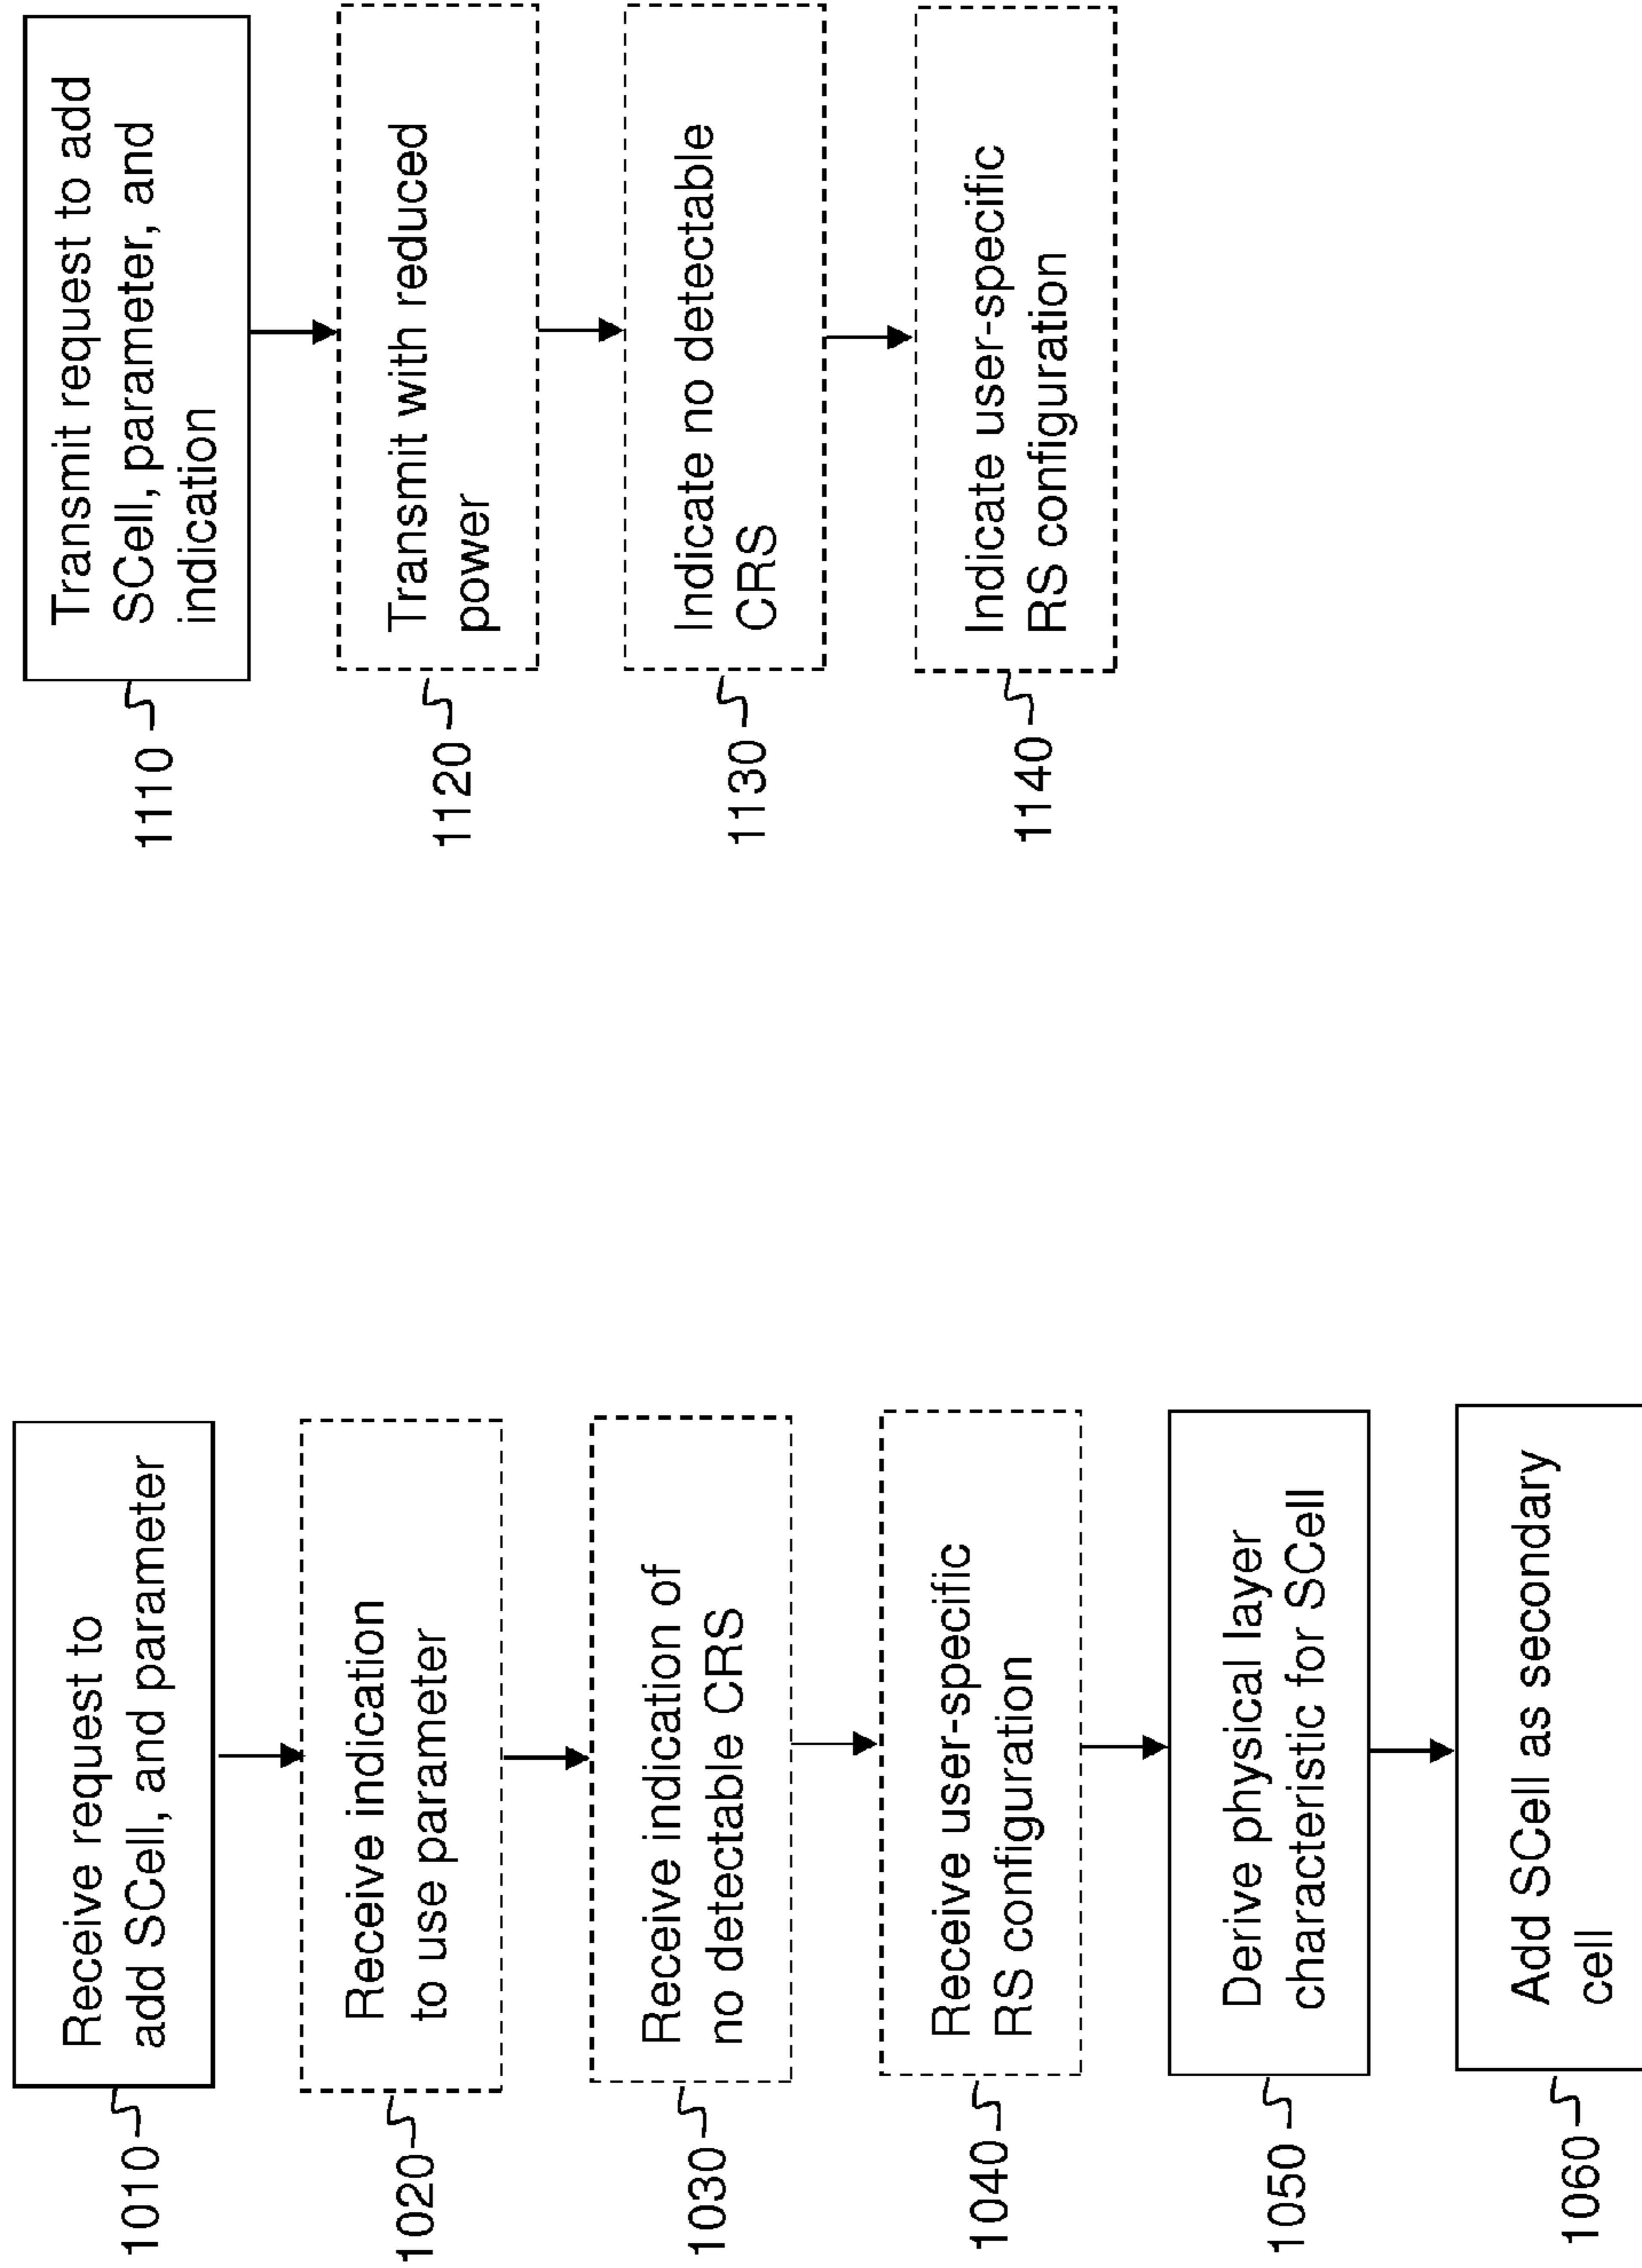 1010
Receive request to
add SCell, and parameter
1020
Receive indication
to use parameter
1030
Receive indication of
no detectable CRS
1040
Receive user-specific
RS configuration
1050
Derive physical layer
characteristic for SCell
1060
Add SCell as secondary
cell
1110
Transmit request to add
SCell, parameter, and
indication
1120
Transmit with reduced
power
1130
Indicate no detectable
CRS
1140
Indicate user-specific
RS configuration